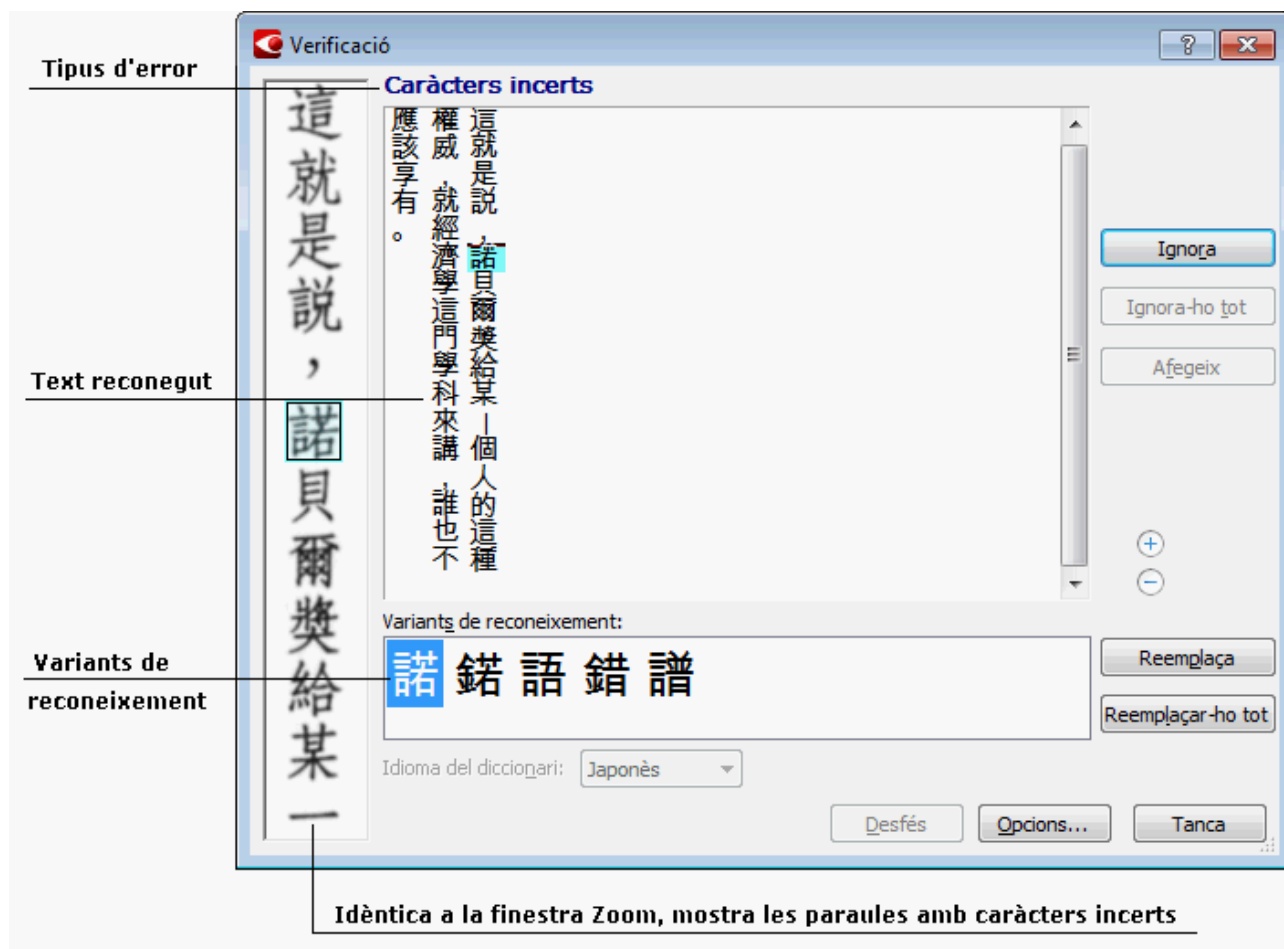 Verificació
Tipus d'error
Caràcters incerts
這就是説，諾貝爾獎給某一
這就是説，諾貝爾獎給某—個人的這種
權威，就經濟學這門學科來講，誰也不
應該享有。
Ignora
Ignora-ho tot
Afegeix
Text reconegut
Variants de reconeixement:
諾 鍩 語 錯 譜
Variants de
reconeixement
Reemplaça
Reemplaçar-ho tot
Idioma del diccionari: Japonès
Desfés Opcions... Tanca
Idèntica a la finestra Zoom, mostra les paraules amb caràcters incerts